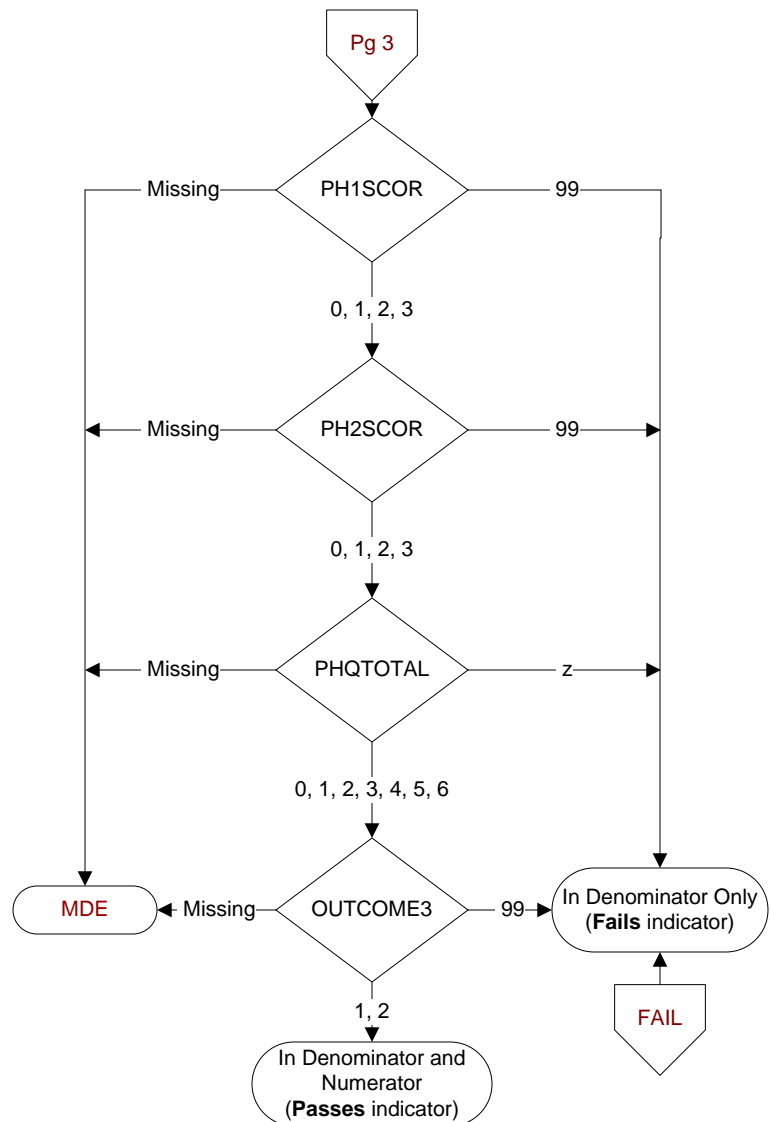 Pg 3
PH1SCOR
Missing
99
0, 1, 2, 3
PH2SCOR
Missing
99
0, 1, 2, 3
PHQTOTAL
Missing
z
0, 1, 2, 3, 4, 5, 6
MDE
Missing
OUTCOME3
99
In Denominator Only
(Fails indicator)
1, 2
FAIL
In Denominator and
Numerator
(Passes indicator)